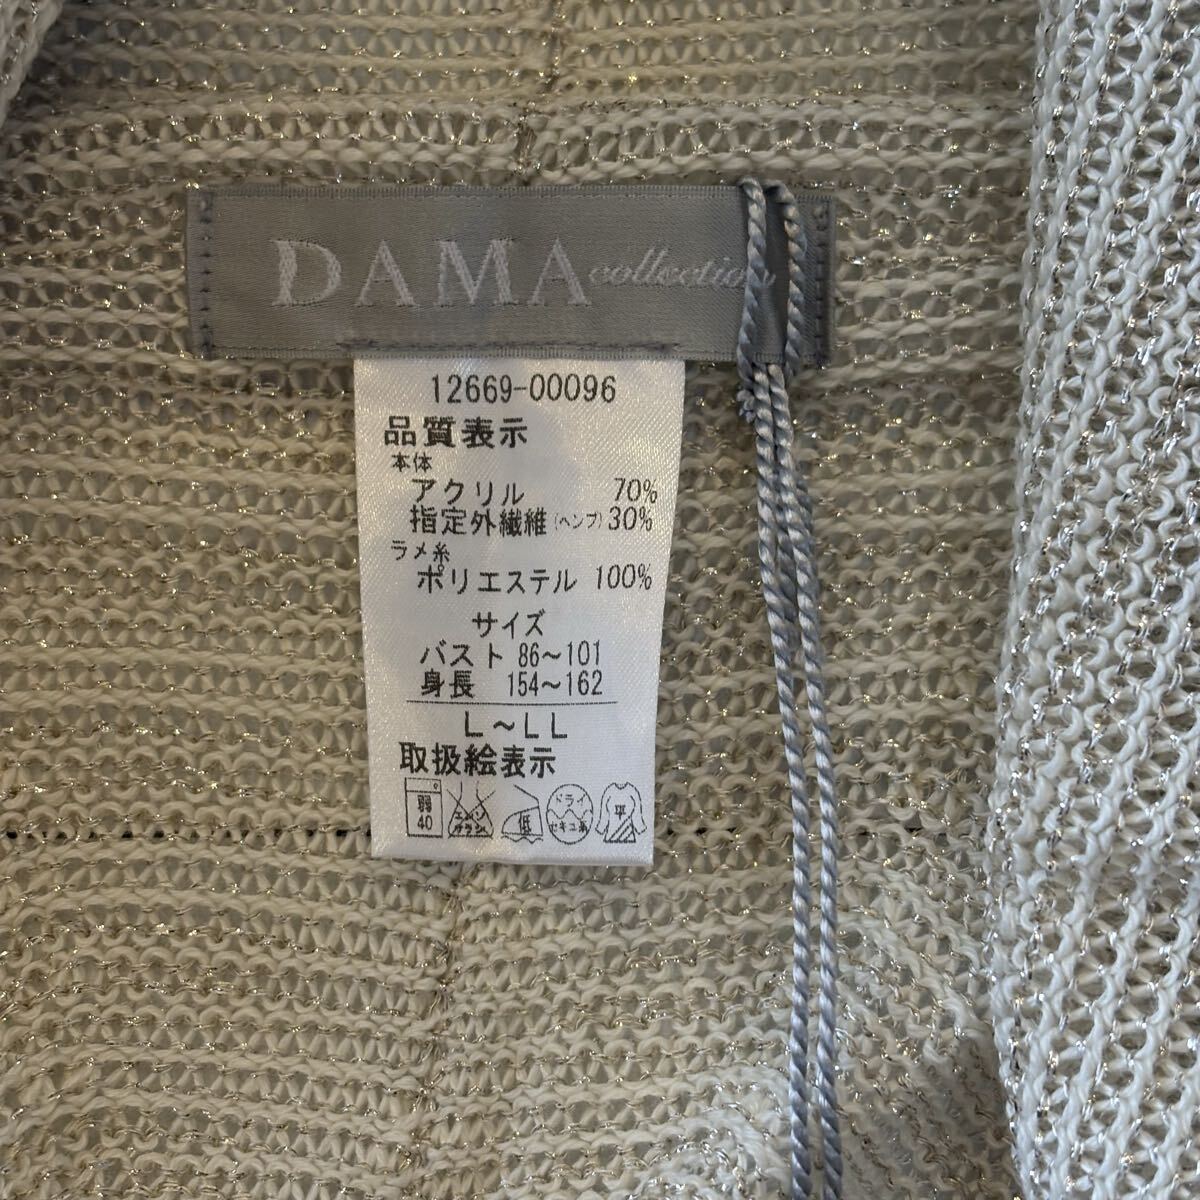 DAMA collection
12669-00096
品質表示
本体
アクリル 70%
指定外繊維(ヘンプ)30%
ラメ糸
ポリエステル 100%
サイズ
バスト 86～101
身長 154～162
L～LL
取扱絵表示
弱 40
エンソ サラシ
低
ドライ セキユ系
平